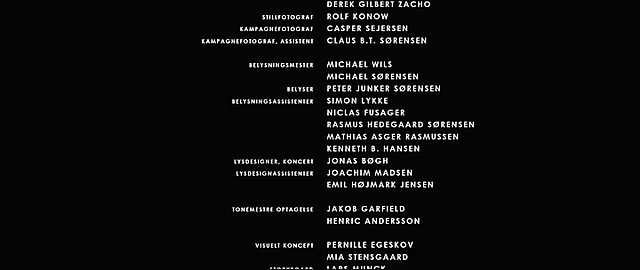 DEREK GILBERT ZACHO
STILLFOTOGRAF ROLF KONOW
KAMPAGNEFOTOGRAF CASPER SEJERSEN
KAMPAGNEFOTOGRAF, ASSISTENT CLAUS B.T. SØRENSEN
BELYSNINGSMESTER MICHAEL WILS
MICHAEL SØRENSEN
BELYSER PETER JUNKER SØRENSEN
BELYSNINGSASSISTENTER SIMON LYKKE
NICLAS FUSAGER
RASMUS HEDEGAARD SØRENSEN
MATHIAS ASGER RASMUSSEN
KENNETH B. HANSEN
LYSDESIGNER, KONCERT JONAS BØGH
LYSDESIGNASSISTENTER JOACHIM MADSEN
EMIL HØJMARK JENSEN
TONEMESTRE OPTAGELSE JAKOB GARFIELD
HENRIC ANDERSSON
VISUELT KONCEPT PERNILLE EGESKOV
MIA STENSGAARD
STORYBOARD LARS MUNCK